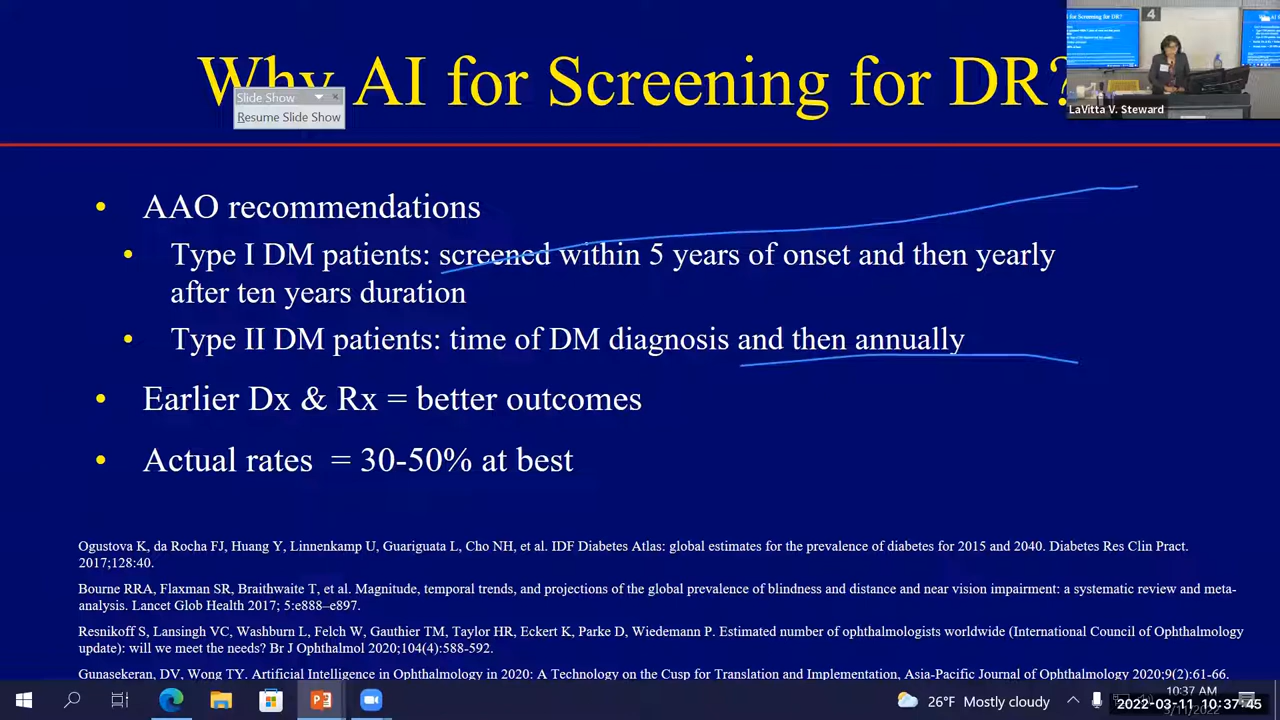 Why AI for Screening for DR?
for Screening for DR?
4
LaVitta V. Steward
Slide Show
Resume Slide Show
• AAO recommendations
• Type I DM patients: screened within 5 years of onset and then yearly
after ten years duration
• Type II DM patients: time of DM diagnosis and then annually
• Earlier Dx & Rx = better outcomes
• Actual rates = 30-50% at best
Ogustova K, da Rocha FJ, Huang Y, Linnenkamp U, Guariguata L, Cho NH, et al. IDF Diabetes Atlas: global estimates for the prevalence of diabetes for 2015 and 2040. Diabetes Res Clin Pract.
2017;128:40.
Bourne RRA, Flaxman SR, Braithwaite T, et al. Magnitude, temporal trends, and projections of the global prevalence of blindness and distance and near vision impairment: a systematic review and meta-
analysis. Lancet Glob Health 2017; 5:e888–e897.
Resnikoff S, Lansingh VC, Washburn L, Felch W, Gauthier TM, Taylor HR, Eckert K, Parke D, Wiedemann P. Estimated number of ophthalmologists worldwide (International Council of Ophthalmology
update): will we meet the needs? Br J Ophthalmol 2020;104(4):588-592.
Gunasekeran, DV, Wong TY. Artificial Intelligence in Ophthalmology in 2020: A Technology on the Cusp for Translation and Implementation, Asia-Pacific Journal of Ophthalmology 2020;9(2):61-66.
26°F Mostly cloudy
10:37 AM
2022-03-11 10:37:45